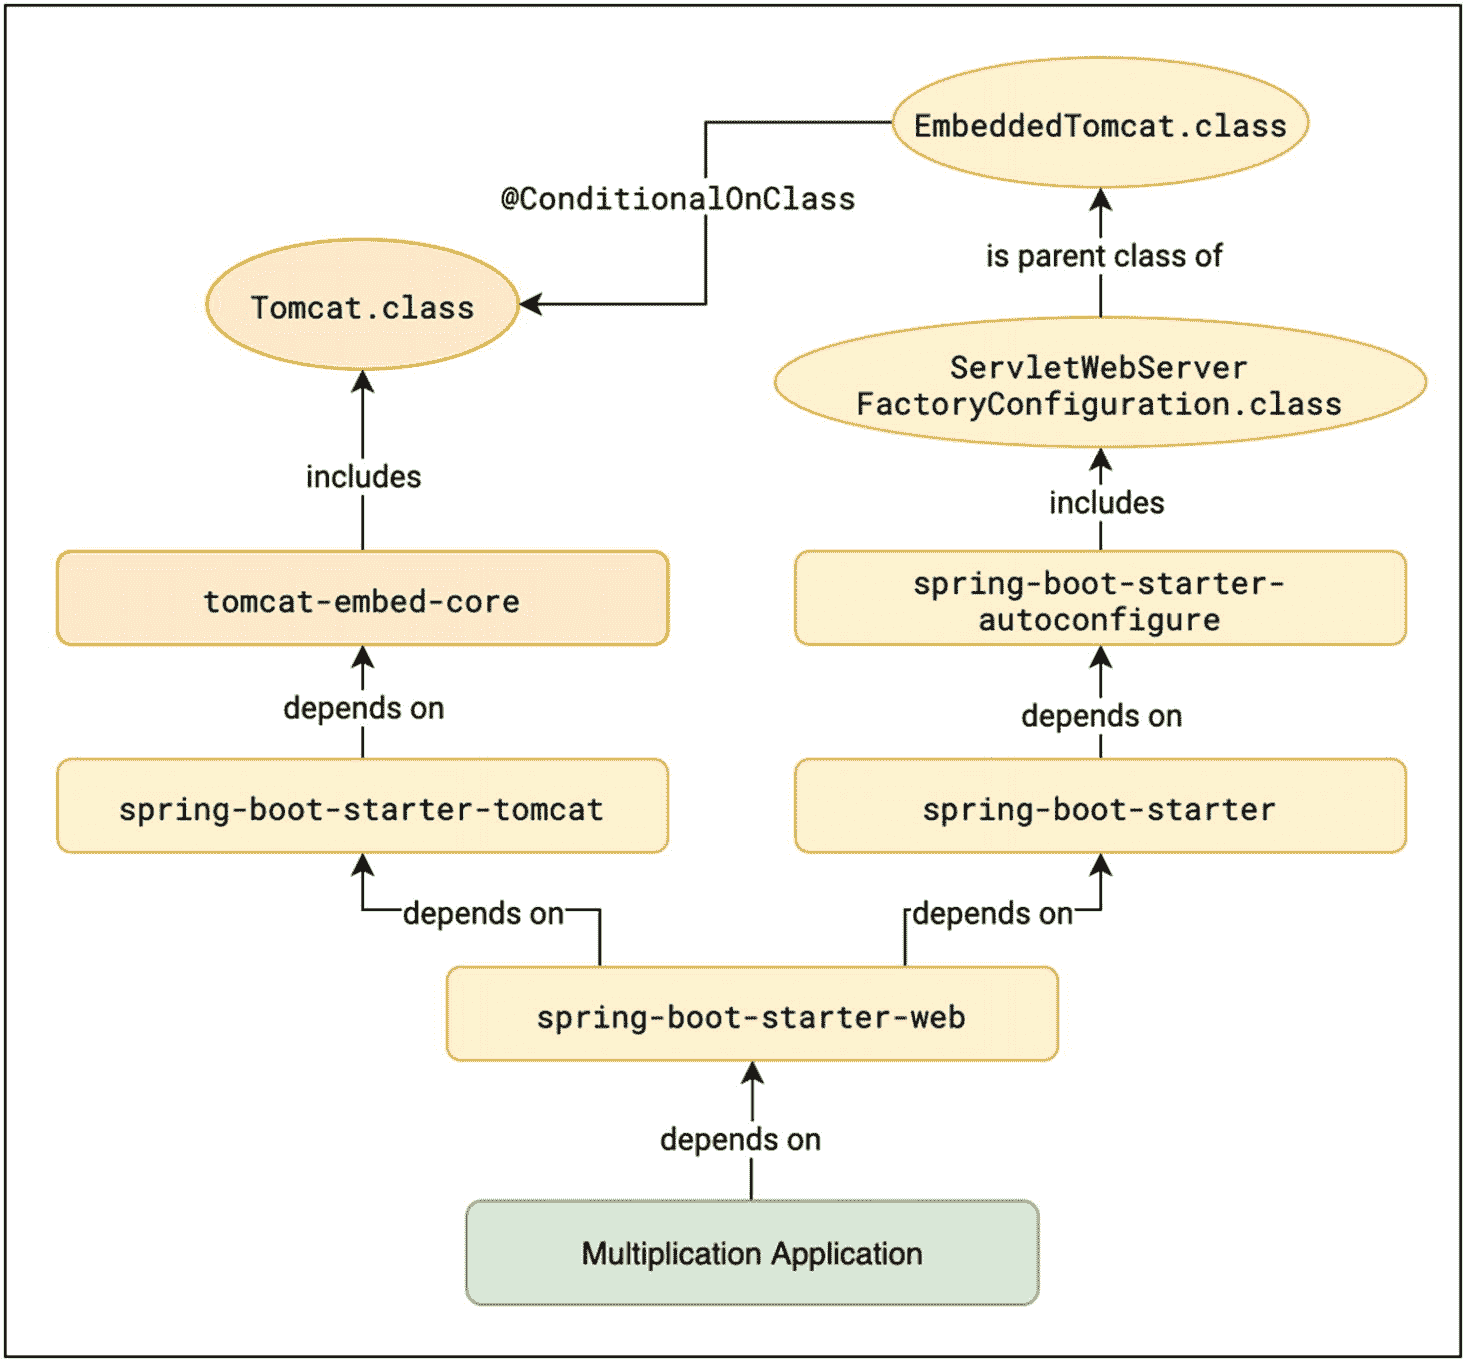 EmbeddedTomcat.class
@ConditionalOnClass
is parent class of
Tomcat.class
ServletWebServer
FactoryConfiguration.class
includes
includes
tomcat-embed-core
spring-boot-starter-
autoconfigure
depends on
depends on
spring-boot-starter-tomcat
spring-boot-starter
depends on
depends on
spring-boot-starter-web
depends on
Multiplication Application